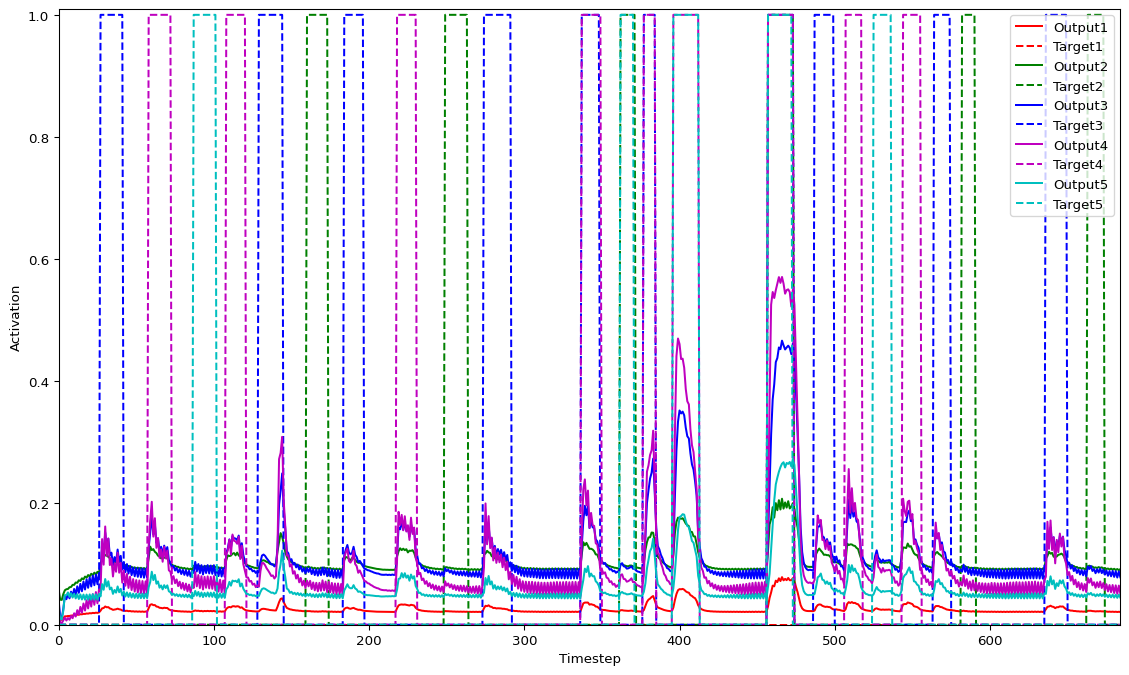 1.0
0.8
0.6
0.4
0.2
0.0
Activation
0
100
200
300
400
500
600
Timestep
Output1
Target1
Output2
Target2
Output3
Target3
Output4
Target4
Output5
Target5